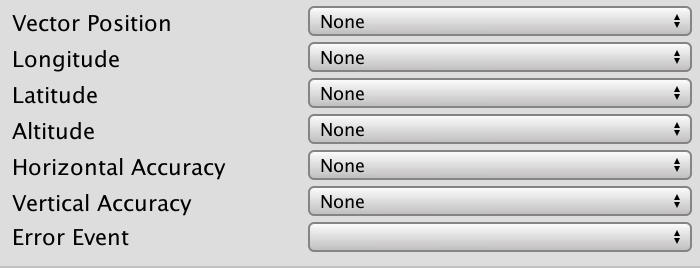 Vector Position None
Longitude None
Latitude None
Altitude None
Horizontal Accuracy None
Vertical Accuracy None
Error Event